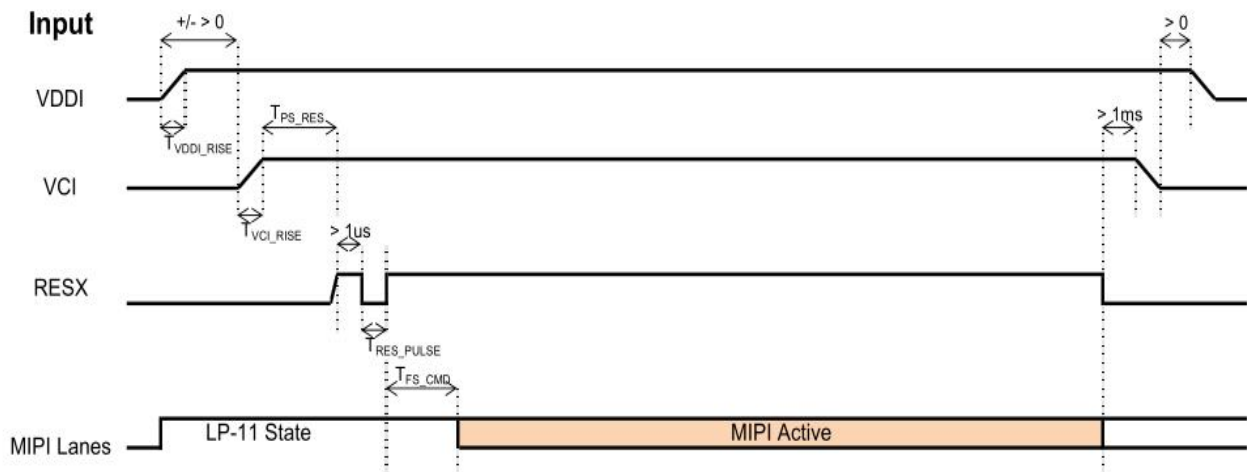 Input
+/- > 0
> 0
VDDI
T_VDDI_RISE
T_PS_RES
> 1ms
VCI
T_VCI_RISE
> 1us
RESX
T_RES_PULSE
T_FS_CMD
MIPI Lanes
LP-11 State
MIPI Active